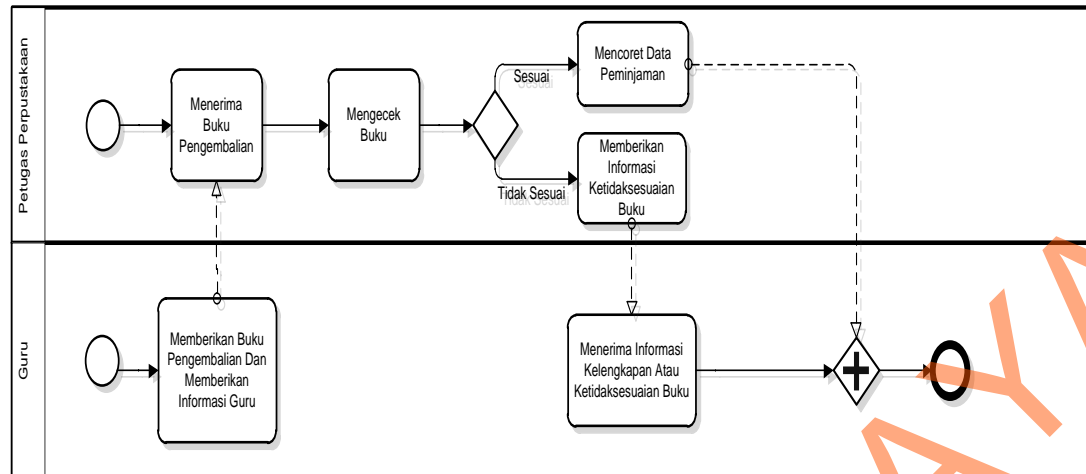 Petugas Perpustakaan
Menerima
Buku
Pengembalian
Mengecek
Buku
Sesuai
Tidak Sesuai
Mencoret Data
Peminjaman
Memberikan
Informasi
Ketidaksesuaian
Buku
Guru
Memberikan Buku
Pengembalian Dan
Memberikan
Informasi Guru
Menerima Informasi
Kelengkapan Atau
Ketidaksesuaian Buku